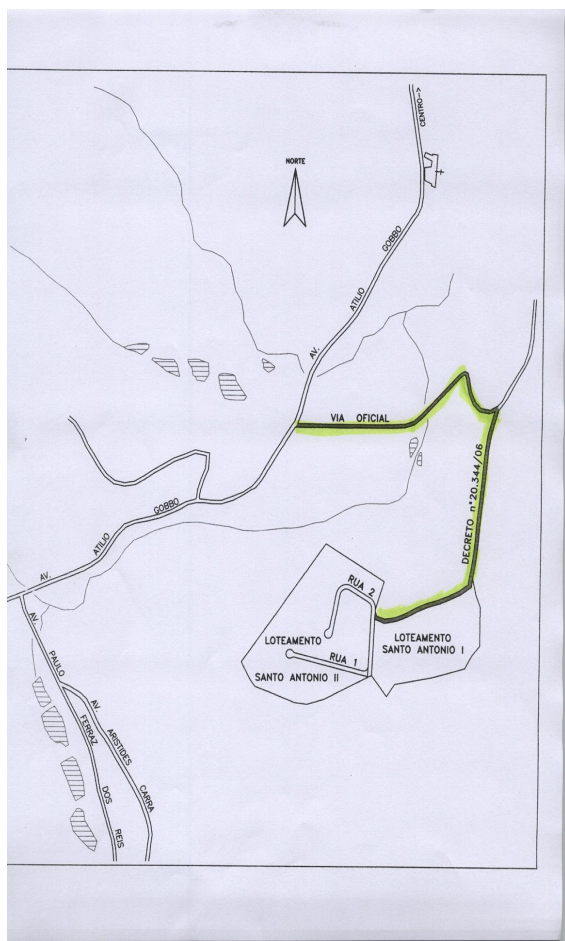 CENTRO-->
NORTE
AV. ATILIO GOBBO
VIA OFICIAL
DECRETO nº20.344/06
AV. ATILIO GOBBO
RUA 2
LOTEAMENTO
RUA 1
SANTO ANTONIO II
LOTEAMENTO
SANTO ANTONIO I
AV. PAULO FERRAZ DOS REIS
AV. ARISTIDES CARRA